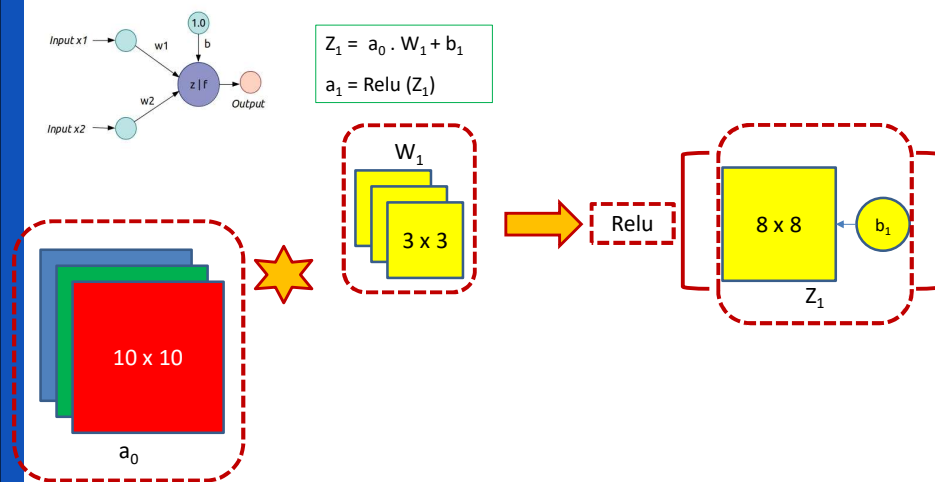 1.0
Input x1
w1
b
z | f
w2
Output
Input x2
Z₁ = a₀ . W₁ + b₁
a₁ = Relu (Z₁)
W₁
3 x 3
Relu
8 x 8
b₁
Z₁
10 x 10
a₀